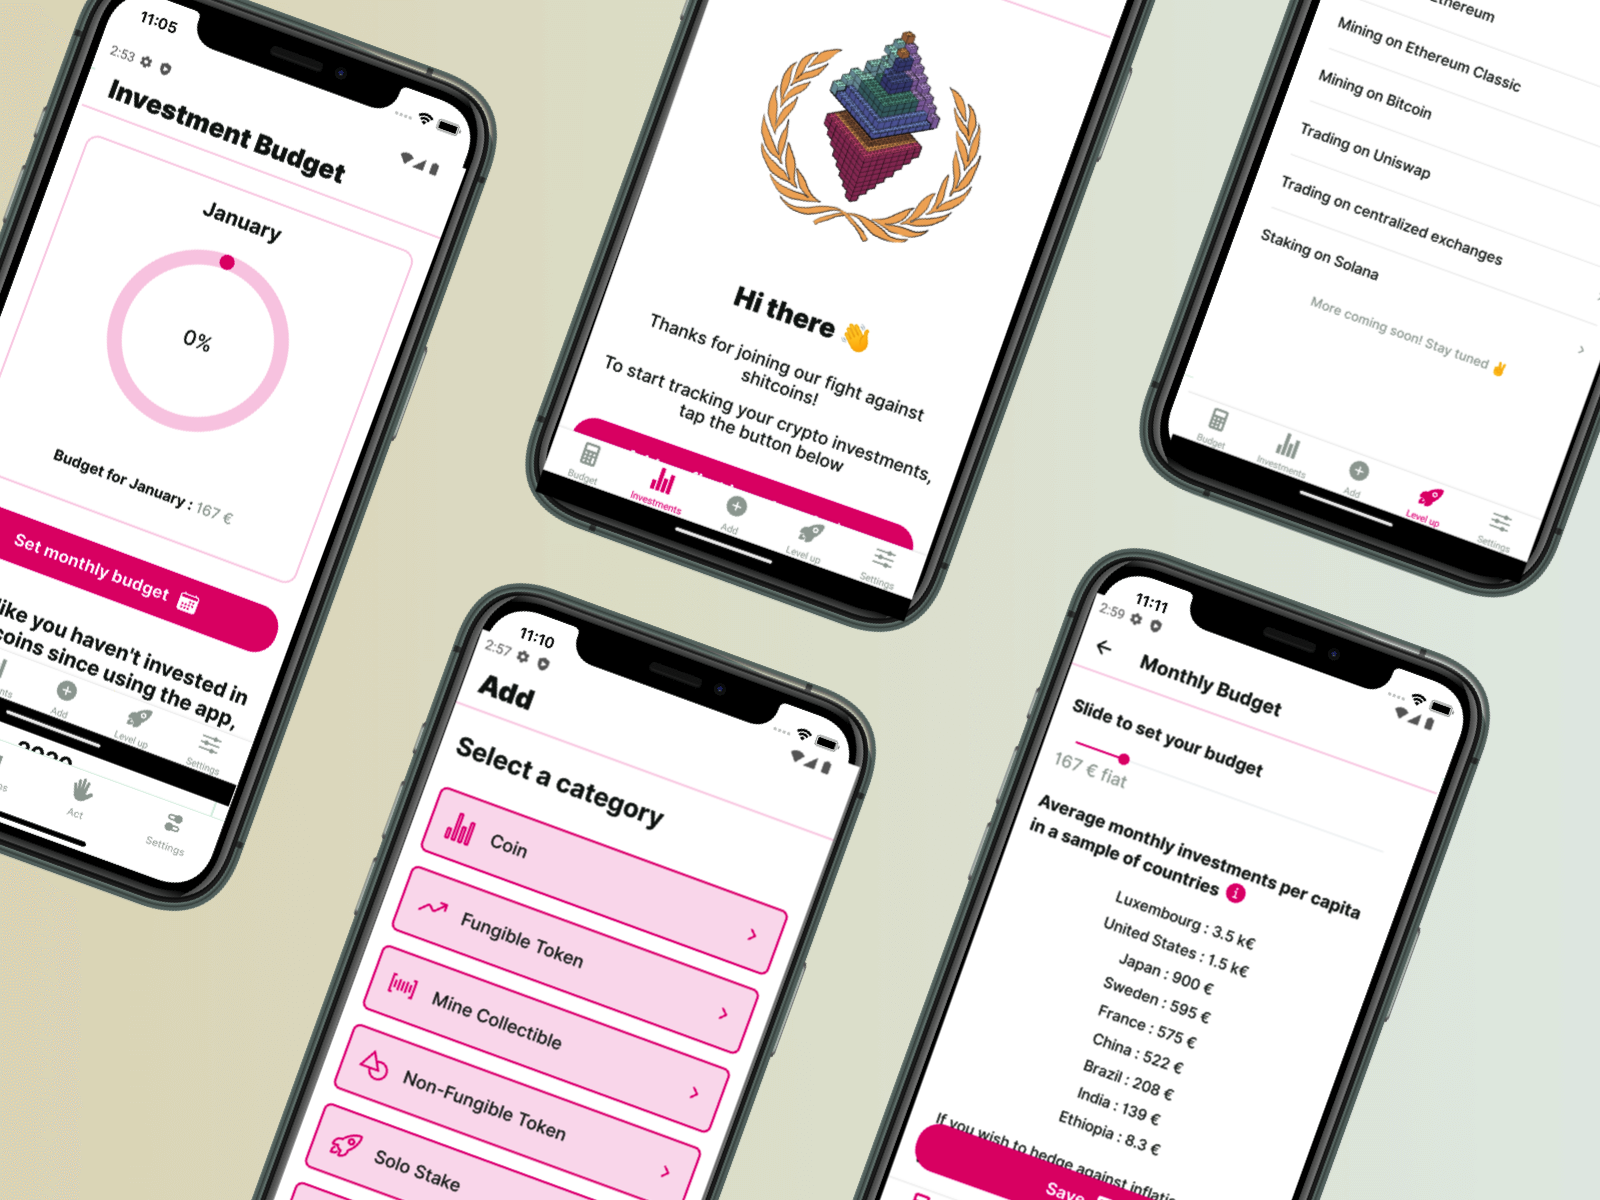 11:05
2:53
Investment Budget
January
0%
Budget for January : 167 €
Set monthly budget
like you haven't invested in
coins since using the app,
Add
Level up
Settings
Act
Settings
Hi there 👋
Thanks for joining our fight against
shitcoins!
To start tracking your crypto investments,
tap the button below
Budget
Investments
Add
Level up
Settings
Ethereum
Mining on Ethereum Classic
Mining on Bitcoin
Trading on Uniswap
Trading on centralized exchanges
Staking on Solana
More coming soon! Stay tuned ✌️
Budget
Investments
Add
Level up
Settings
11:10
2:57
Add
Select a category
Coin
Fungible Token
Mine Collectible
Non-Fungible Token
Solo Stake
11:11
2:59
Monthly Budget
Slide to set your budget
167 € fiat
Average monthly investments per capita
in a sample of countries
Luxembourg : 3.5 k€
United States : 1.5 k€
Japan : 900 €
Sweden : 595 €
France : 575 €
China : 522 €
Brazil : 208 €
India : 139 €
Ethiopia : 8.3 €
If you wish to hedge against
Save